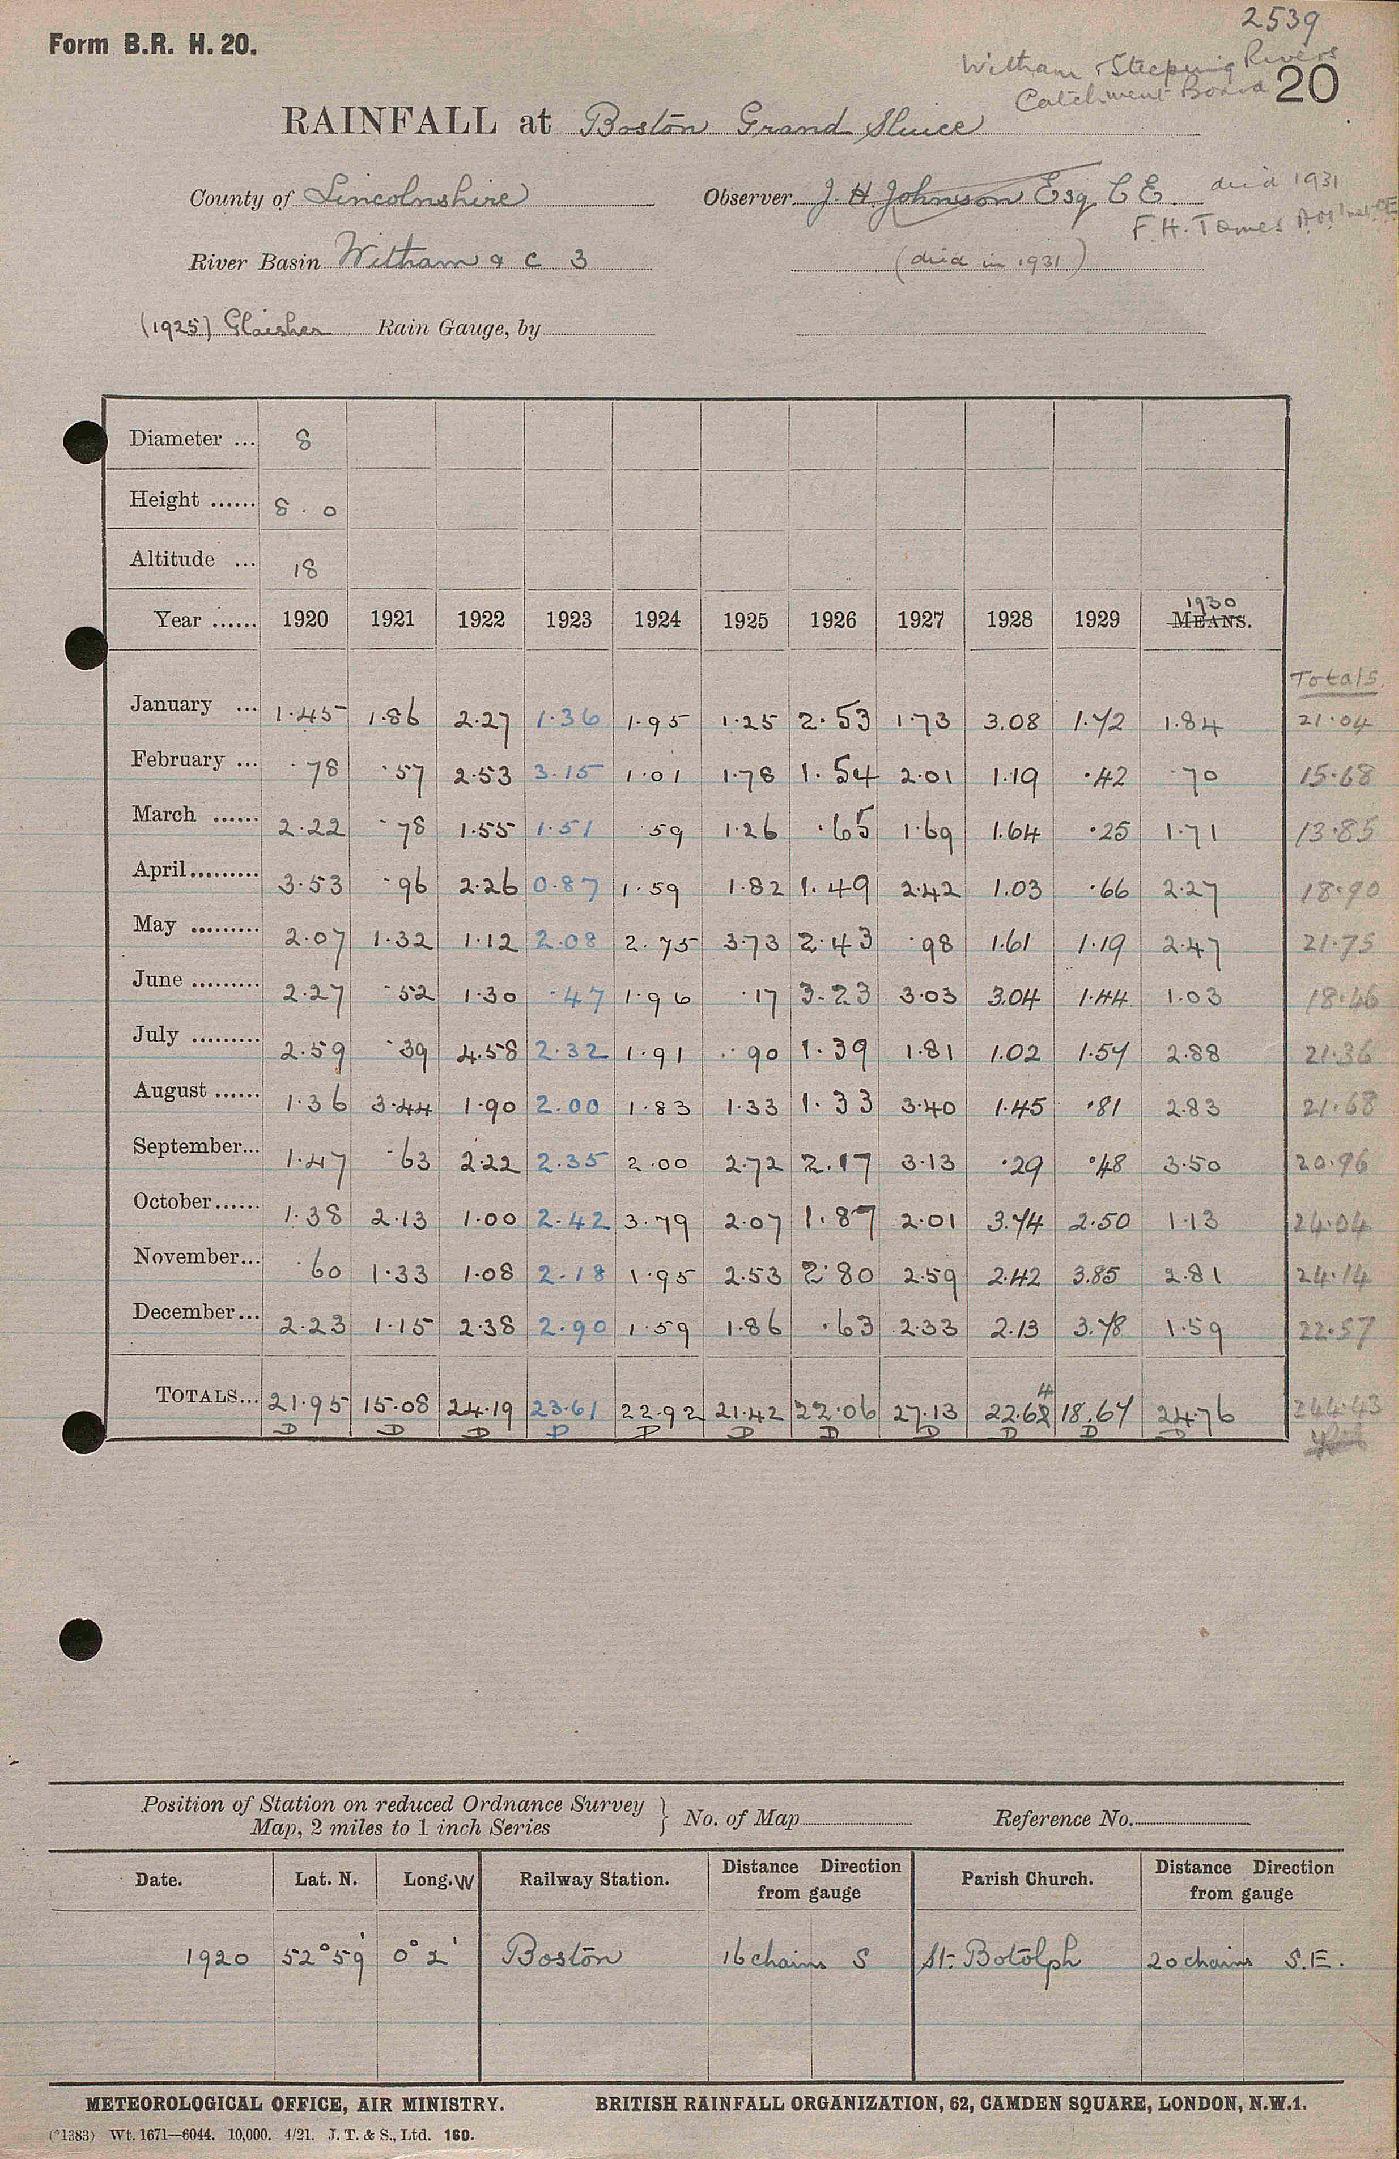 2539
Form B.R. H. 20.
Witham & Steeping Rivers
Catchment Board 20
RAINFALL at Boston Grand Sluice
County of Lincolnshire Observer J. H. Johnson Esq C E. died 1931
F. H. Tomes
River Basin Witham & c 3 (died in 1931)
(1925) Glaisher Rain Gauge, by
Diameter ... 8
Height ...... 8 . 0
Altitude ... 18
Year ...... 1920 1921 1922 1923 1924 1925 1926 1927 1928 1929 1930 MEANS.
Totals
January ... 1.45 1.86 2.27 1.36 1.95 1.25 2.53 1.73 3.08 1.72 1.84 21.04
February ... .78 .57 2.53 3.15 1.01 1.78 1.54 2.01 1.19 .42 .70 15.68
March ...... 2.22 .78 1.55 1.51 .59 1.26 .65 1.69 1.64 .25 1.71 13.85
April......... 3.53 .96 2.26 0.87 1.59 1.82 1.49 2.42 1.03 .66 2.27 18.90
May ......... 2.07 1.32 1.12 2.08 2.75 3.73 2.43 .98 1.61 1.19 2.47 21.75
June ......... 2.27 .52 1.30 .47 1.96 .17 3.23 3.03 3.04 1.44 1.03 18.46
July ......... 2.59 .39 4.58 2.32 1.91 .90 1.39 1.81 1.02 1.57 2.88 21.36
August ...... 1.36 3.44 1.90 2.00 1.83 1.33 1.33 3.40 1.45 .81 2.83 21.68
September... 1.47 .63 2.22 2.35 2.00 2.72 2.17 3.13 .29 .48 3.50 20.96
October...... 1.38 2.13 1.00 2.42 3.79 2.07 1.87 2.01 3.74 2.50 1.13 24.04
November... .60 1.33 1.08 2.18 1.95 2.53 2.80 2.59 2.42 3.85 2.81 24.14
December... 2.23 1.15 2.38 2.90 1.59 1.86 .63 2.33 2.13 3.78 1.59 22.57
4
TOTALS... 21.95 15.08 24.19 23.61 22.92 21.42 22.06 27.13 22.62 18.67 24.76 244.43
D D D D D D D D D D D
Position of Station on reduced Ordnance Survey
Map, 2 miles to 1 inch Series } No. of Map Reference No.
Date. Lat. N. Long. W Railway Station. Distance Direction from gauge Parish Church. Distance Direction from gauge
1920 52°59' 0°2' Boston 16 chains S St. Botolph 20 chains S.E.
METEOROLOGICAL OFFICE, AIR MINISTRY. BRITISH RAINFALL ORGANIZATION, 62, CAMDEN SQUARE, LONDON, N.W.1.
(*1383) Wt. 1671—6044. 10,000. 4/21. J. T. & S., Ltd. 160.